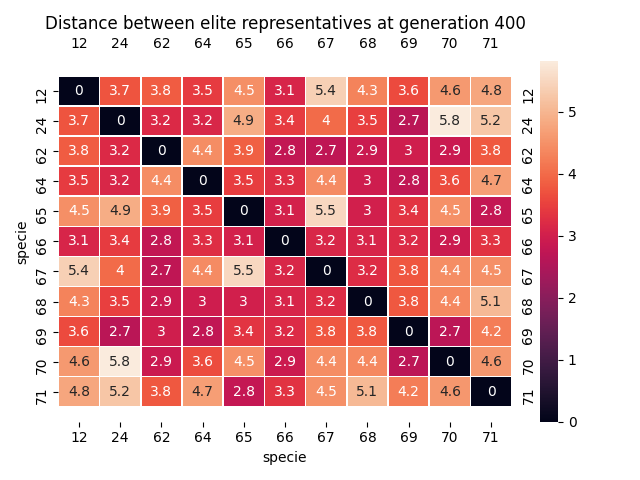 Distance between elite representatives at generation 400
12 24 62 64 65 66 67 68 69 70 71
12 0 3.7 3.8 3.5 4.5 3.1 5.4 4.3 3.6 4.6 4.8 12
24 3.7 0 3.2 3.2 4.9 3.4 4 3.5 2.7 5.8 5.2 24
62 3.8 3.2 0 4.4 3.9 2.8 2.7 2.9 3 2.9 3.8 62
64 3.5 3.2 4.4 0 3.5 3.3 4.4 3 2.8 3.6 4.7 64
65 4.5 4.9 3.9 3.5 0 3.1 5.5 3 3.4 4.5 2.8 65
66 3.1 3.4 2.8 3.3 3.1 0 3.2 3.1 3.2 2.9 3.3 66
67 5.4 4 2.7 4.4 5.5 3.2 0 3.2 3.8 4.4 4.5 67
68 4.3 3.5 2.9 3 3 3.1 3.2 0 3.8 4.4 5.1 68
69 3.6 2.7 3 2.8 3.4 3.2 3.8 3.8 0 2.7 4.2 69
70 4.6 5.8 2.9 3.6 4.5 2.9 4.4 4.4 2.7 0 4.6 70
71 4.8 5.2 3.8 4.7 2.8 3.3 4.5 5.1 4.2 4.6 0 71
12 24 62 64 65 66 67 68 69 70 71
specie
specie
5
4
3
2
1
0